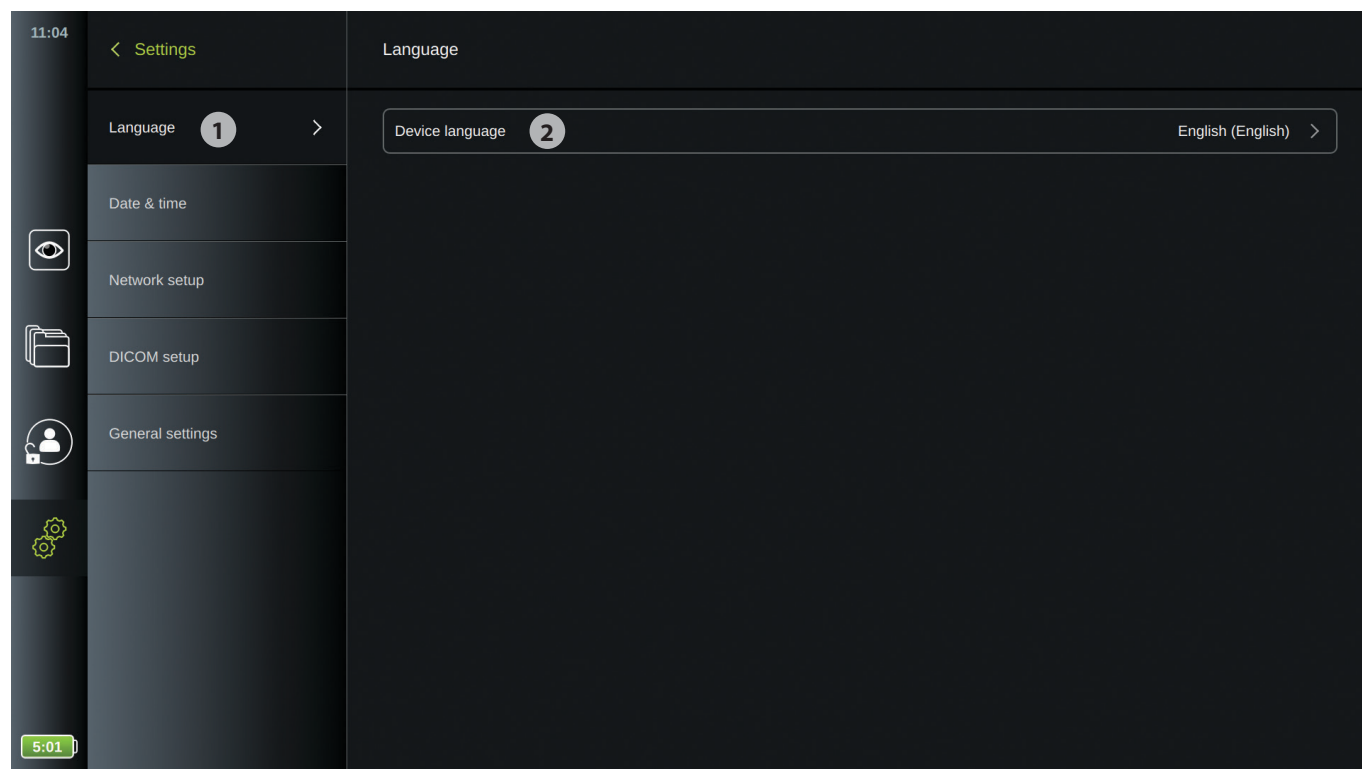 11:04
Settings
Language
Language
1
Device language
2
English (English)
Date & time
Network setup
DICOM setup
General settings
5:01